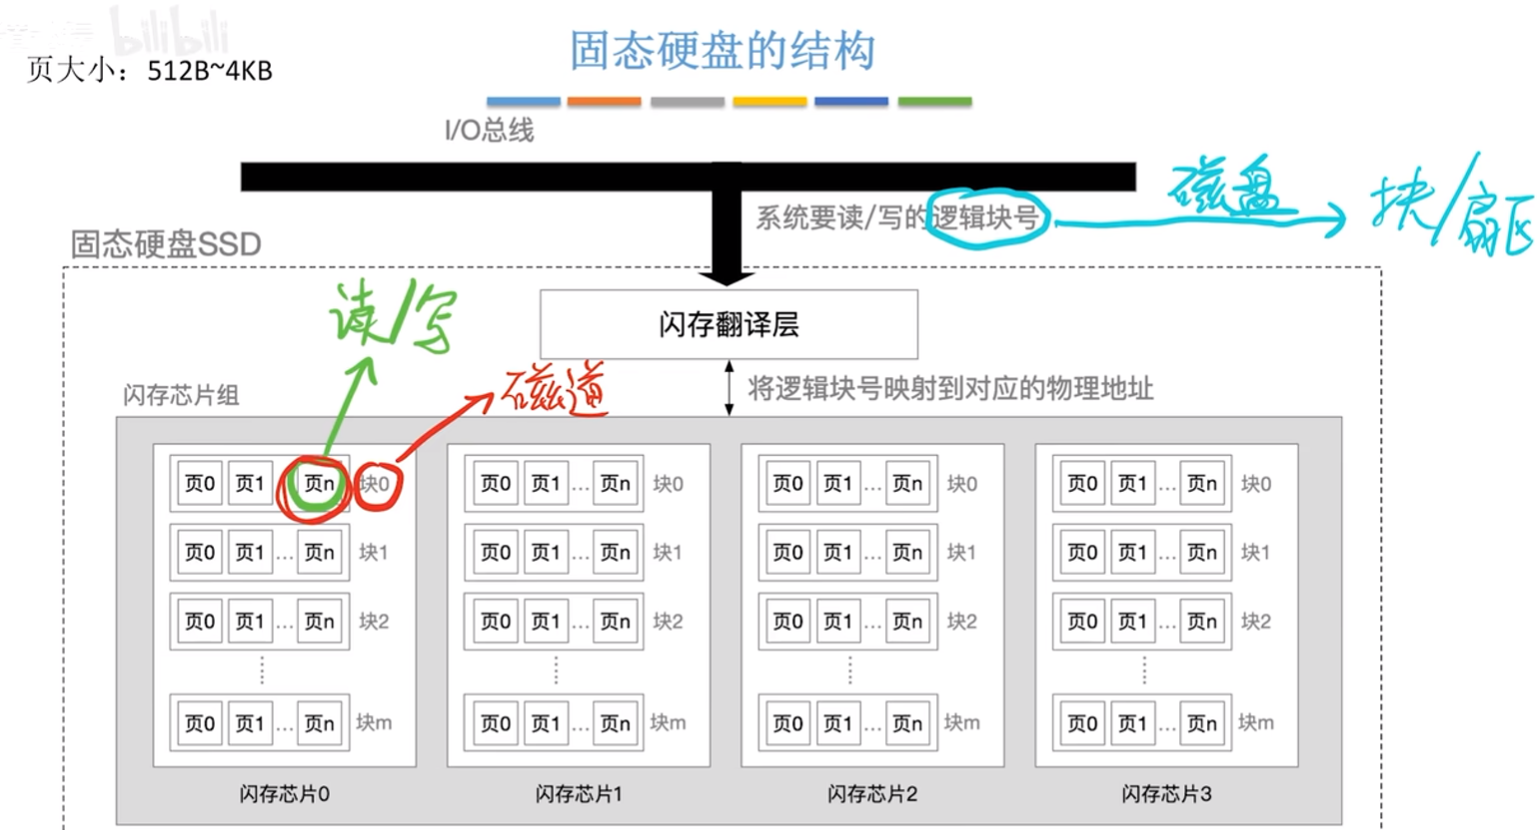 bilibili
固态硬盘的结构
页大小：512B~4KB
I/O总线
系统要读/写的逻辑块号
磁盘
块/扇区
固态硬盘SSD
读/写
闪存翻译层
磁道
闪存芯片组
将逻辑块号映射到对应的物理地址
页0 页1 页n 块0 页0 页1 … 页n 块0 页0 页1 … 页n 块0 页0 页1 … 页n 块0
页0 页1 … 页n 块1 页0 页1 … 页n 块1 页0 页1 … 页n 块1 页0 页1 … 页n 块1
页0 页1 … 页n 块2 页0 页1 … 页n 块2 页0 页1 … 页n 块2 页0 页1 … 页n 块2
页0 页1 … 页n 块m 页0 页1 … 页n 块m 页0 页1 … 页n 块m 页0 页1 … 页n 块m
闪存芯片0 闪存芯片1 闪存芯片2 闪存芯片3